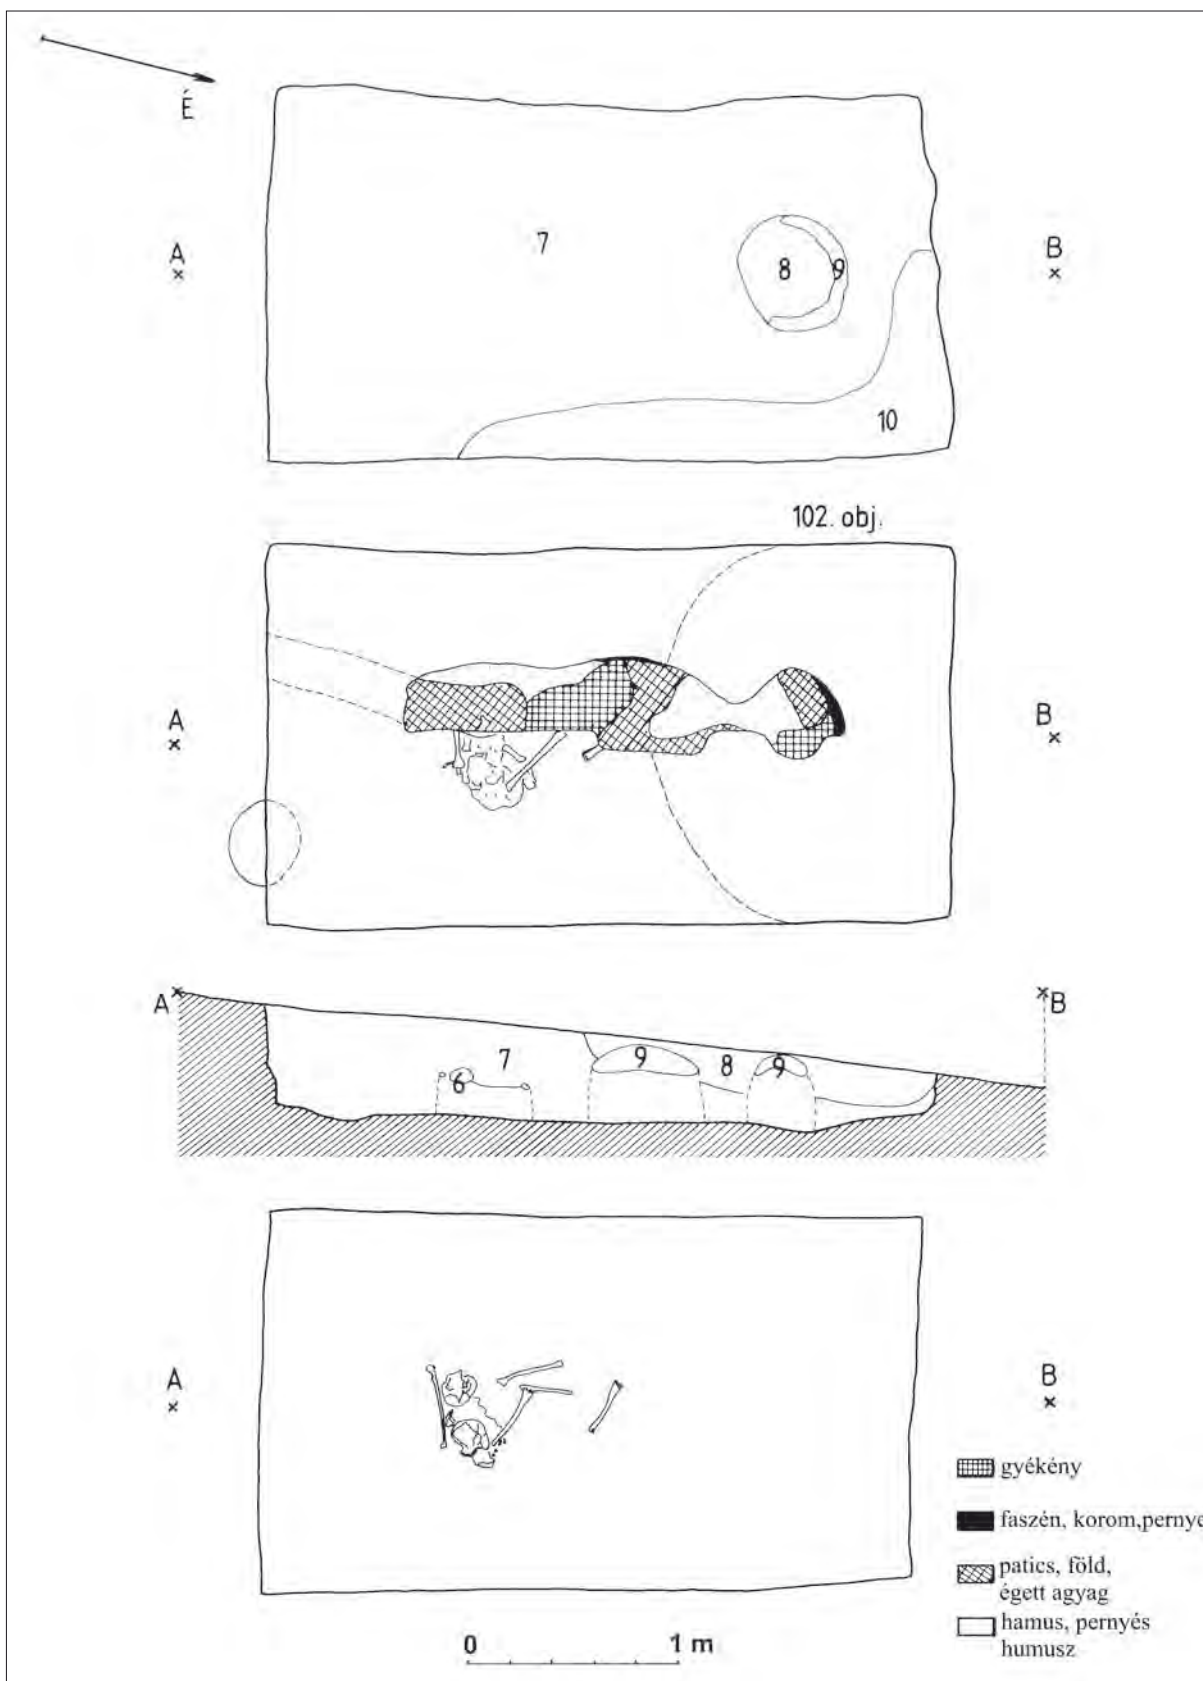 É
A
7
8
9
B
10
102. obj.
A
B
A
B
7
9
8
9
6
A
B
gyékény
faszén, korom,pernye
patics, föld,
égett agyag
hamus, pernyés
humusz
0 1 m